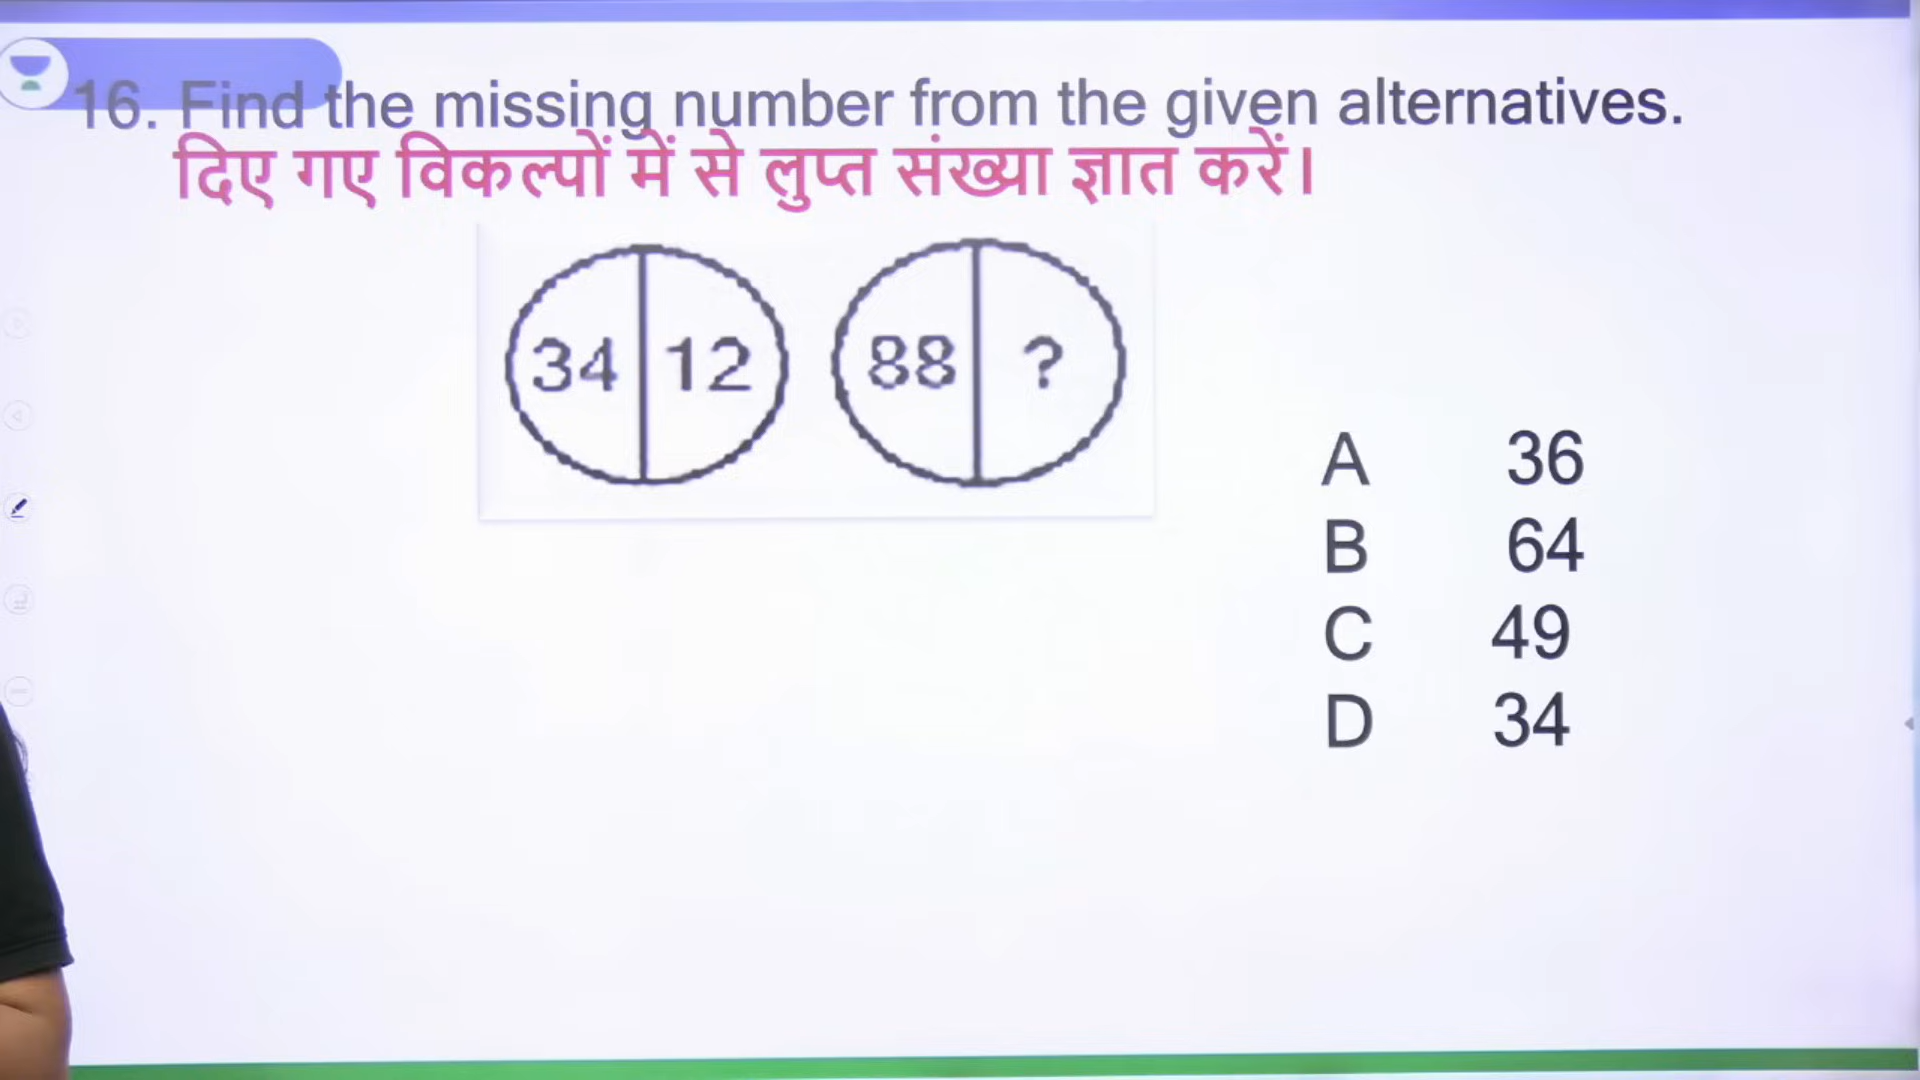 16. Find the missing number from the given alternatives.
दिए गए विकल्पों में से लुप्त संख्या ज्ञात करें।
34 12 88 ?
A 36
B 64
C 49
D 34